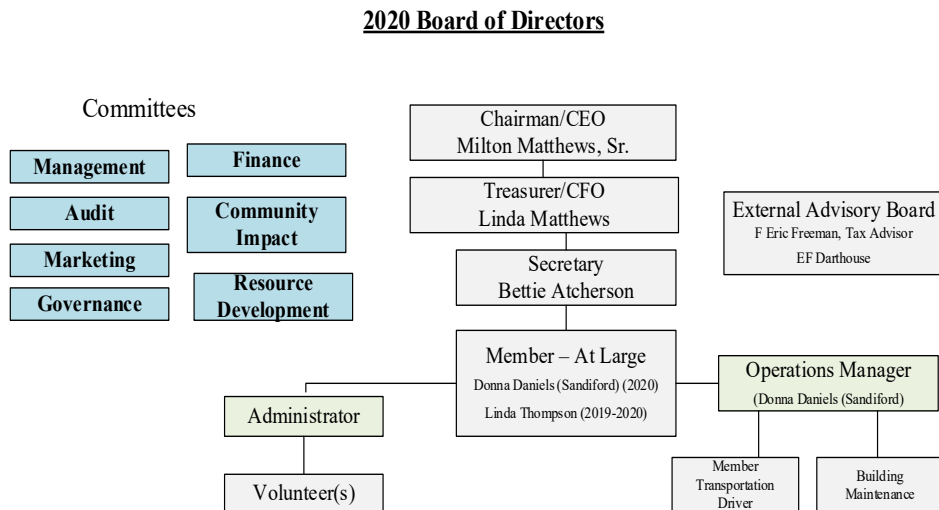 2020 Board of Directors
Committees
Management
Finance
Audit
Community
Impact
Marketing
Governance
Resource
Development
Chairman/CEO
Milton Matthews, Sr.
Treasurer/CFO
Linda Matthews
Secretary
Bettie Atcherson
External Advisory Board
F Eric Freeman, Tax Advisor
EF Darthouse
Member – At Large
Donna Daniels (Sandiford) (2020)
Linda Thompson (2019-2020)
Operations Manager
(Donna Daniels (Sandiford)
Administrator
Volunteer(s)
Member
Transportation
Driver
Building
Maintenance